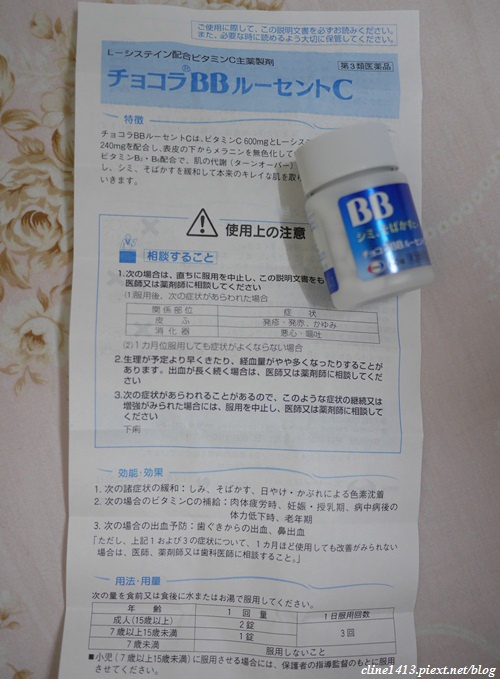 ご使用に際して、この説明文書を必ずお読みください。
また、必要な時に読めるよう大切に保管してください。
L－システイン配合ビタミンC主薬製剤
第3類医薬品
チョコラ®BBルーセントC
特徴
チョコラBBルーセントCは、ビタミンC 600mgとL－システ
240mgを配合し、表皮の下からメラニンを無色化して
ビタミンB₂・B₆配合で、肌の代謝（ターンオーバー）
し、シミ、そばかすを緩和して本来のキレイな肌を取り
いきます。
使用上の注意
相談すること
1.次の場合は、直ちに服用を中止し、この説明文書をも
医師又は薬剤師に相談してください
(1)服用後、次の症状があらわれた場合
関係部位 症状
皮ふ 発疹・発赤、かゆみ
消化器 悪心・嘔吐
(2)1カ月位服用しても症状がよくならない場合
2.生理が予定より早くきたり、経血量がやや多くなったりすることが
あります。出血が長く続く場合は、医師又は薬剤師に相談してくだ
さい
3.次の症状があらわれることがあるので、このような症状の継続又は
増強がみられた場合には、服用を中止し、医師又は薬剤師に相談して
ください
下痢
効能・効果
1. 次の諸症状の緩和：しみ、そばかす、日やけ・かぶれによる色素沈着
2. 次の場合のビタミンCの補給：肉体疲労時、妊娠・授乳期、病中病後の
体力低下時、老年期
3. 次の場合の出血予防：歯ぐきからの出血、鼻出血
「ただし、上記1および3の症状について、1カ月ほど使用しても改善がみられない
場合は、医師、薬剤師又は歯科医師に相談すること。」
用法・用量
次の量を食前又は食後に水またはお湯で服用してください。
年齢 1回量 1日服用回数
成人(15歳以上) 2錠 3回
7歳以上15歳未満 1錠
7歳未満 服用しないこと
■小児(7歳以上15歳未満)に服用させる場合には、保護者の指導監督のもとに服用
させてください。
BB
シミ、そばかすに
チョコラBBルーセント
cline1413.piext.net/blog